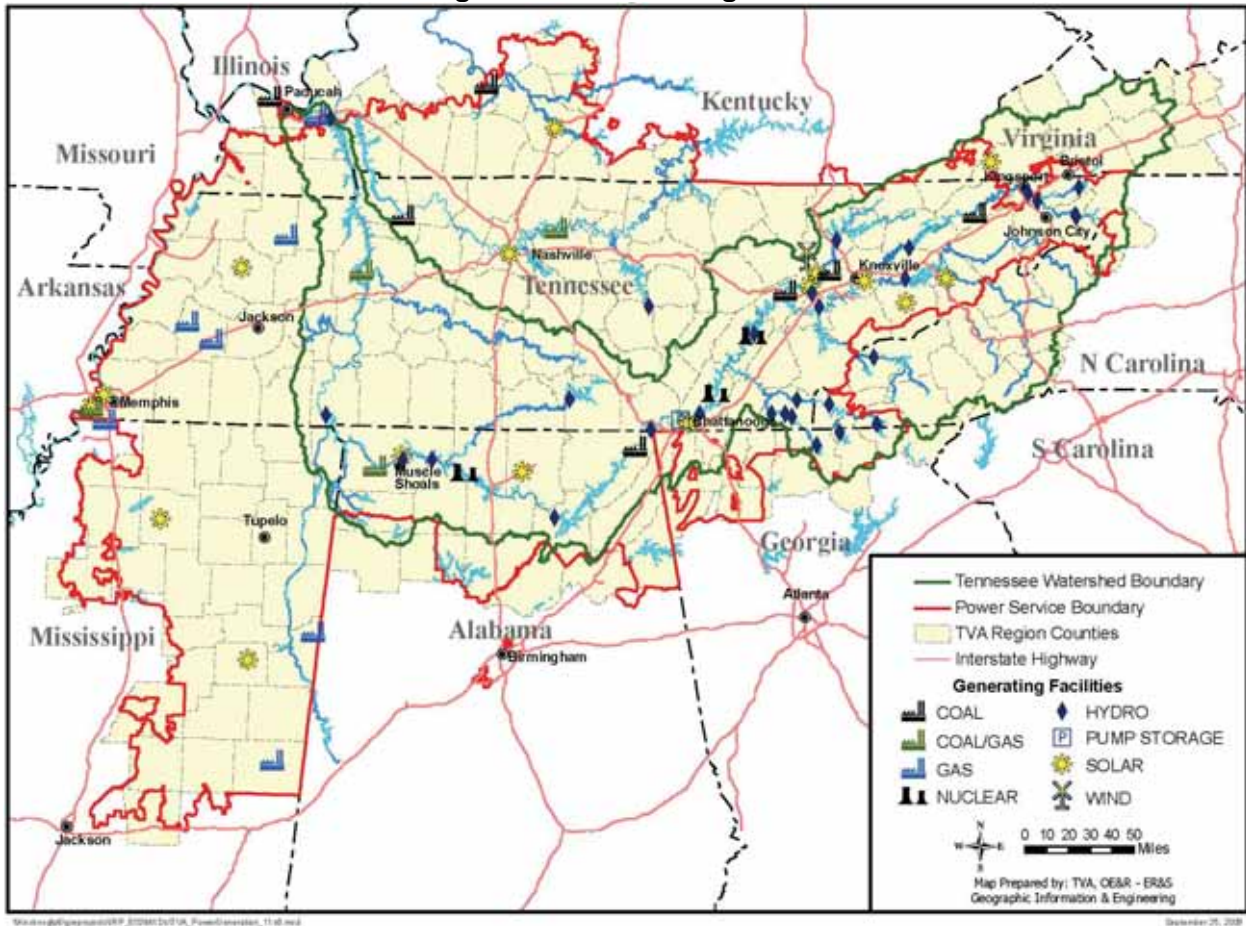 Illinois
Paducah
Kentucky
Missouri
Virginia
Bristol
Kingsport
Johnson City
Nashville
Knoxville
Tennessee
Arkansas
Jackson
N Carolina
Memphis
Chattanooga
S Carolina
Muscle
Shoals
Tupelo
Georgia
Atlanta
Mississippi
Alabama
Birmingham
Jackson
Tennessee Watershed Boundary
Power Service Boundary
TVA Region Counties
Interstate Highway
Generating Facilities
COAL
HYDRO
COAL/GAS
P PUMP STORAGE
GAS
SOLAR
NUCLEAR
WIND
N
W E
S
0 10 20 30 40 50
Miles
Map Prepared by: TVA, OE&R - ER&S
Geographic Information & Engineering